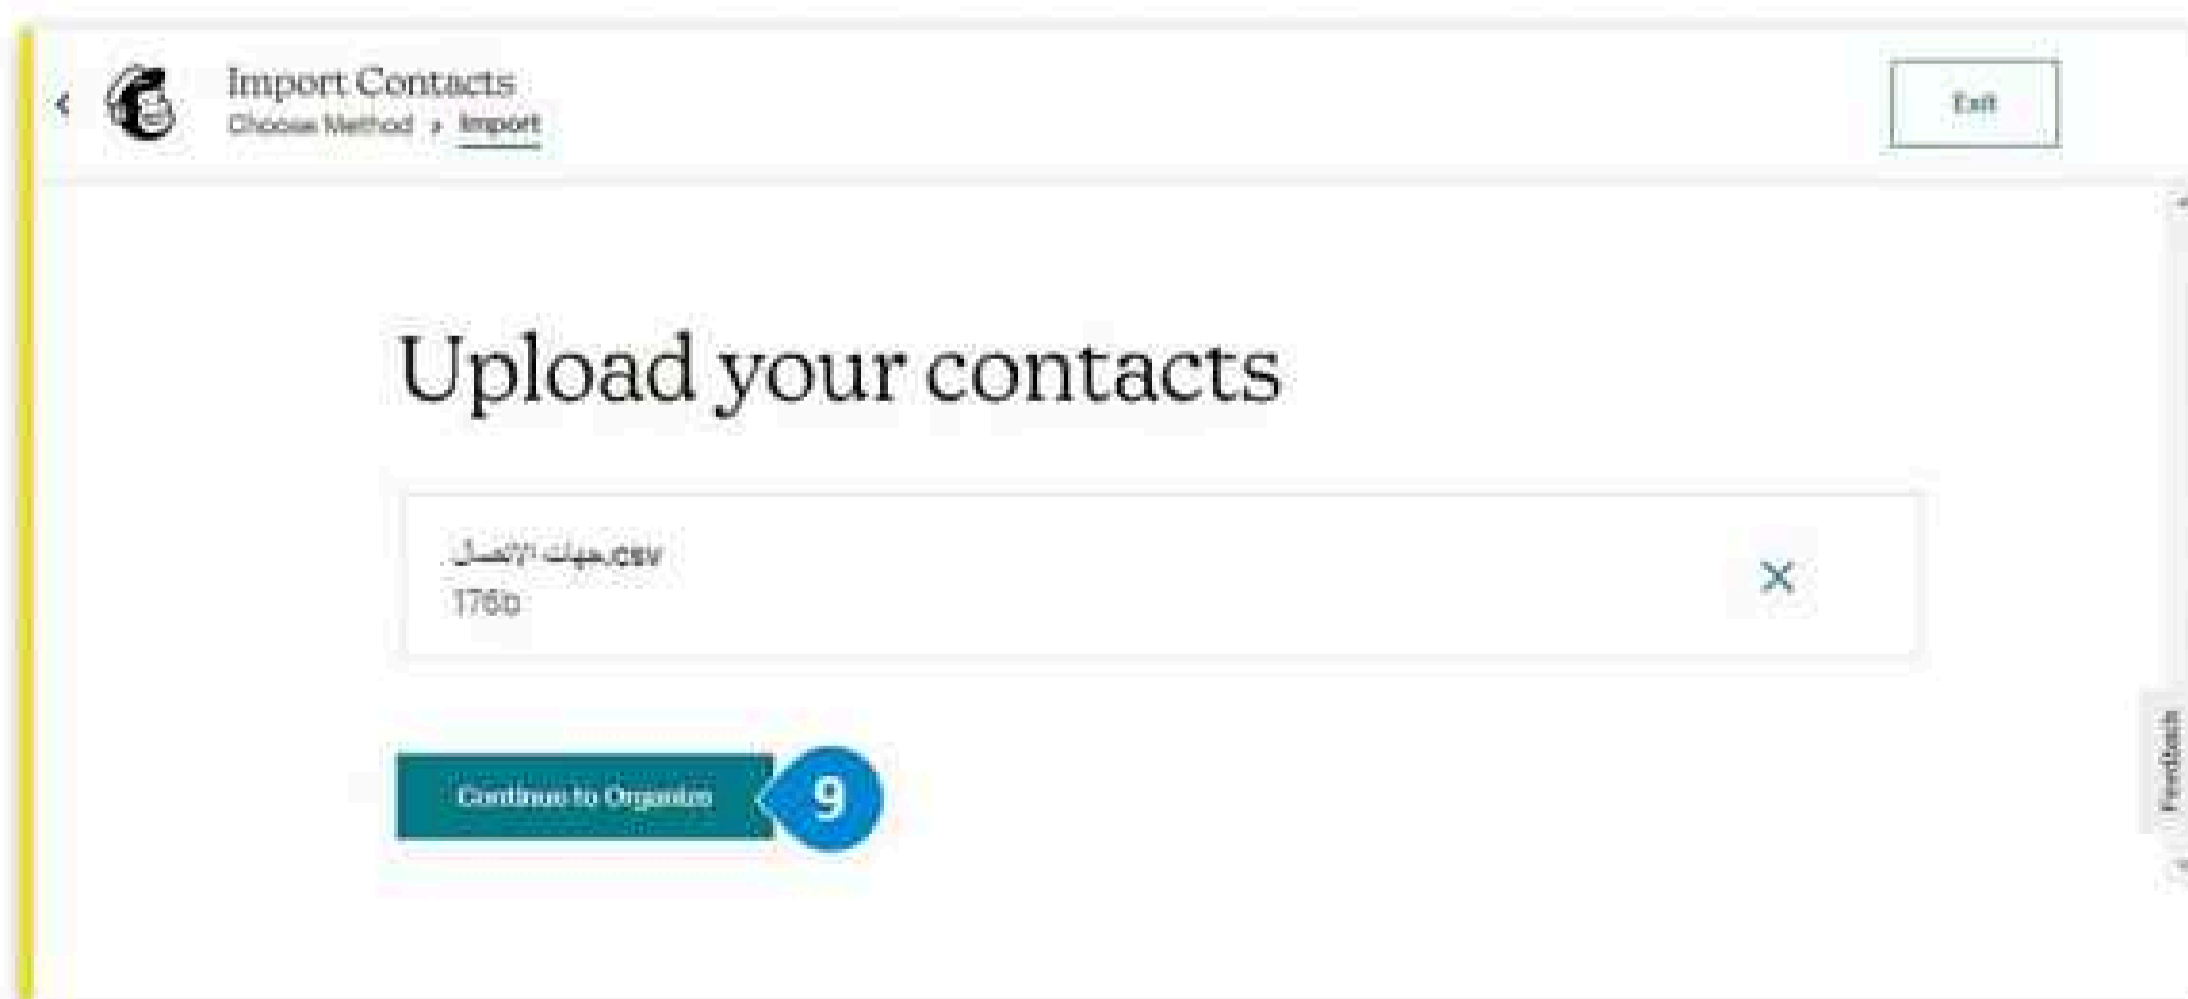 Import Contacts
Choose Method › Import
Exit
Upload your contacts
جهات الاتصال.csv
176b
Continue to Organize
9
Feedback